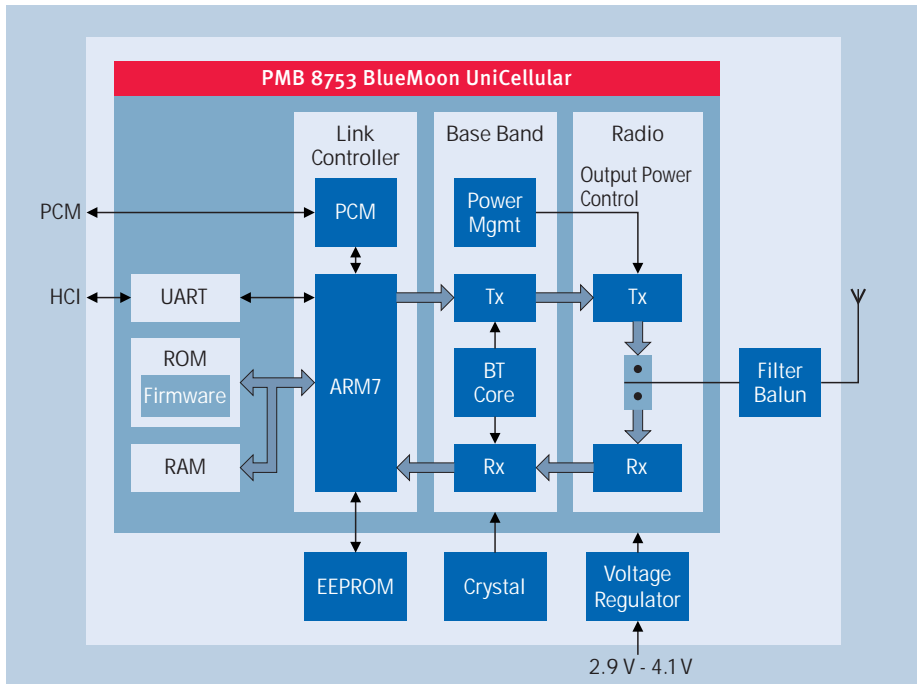 PMB 8753 BlueMoon UniCellular
Link
Controller
Base Band
Radio
Output Power
Control
PCM
PCM
Power
Mgmt
HCI
UART
Tx
Tx
ROM
Firmware
ARM7
BT
Core
Filter
Balun
RAM
Rx
Rx
EEPROM
Crystal
Voltage
Regulator
2.9 V - 4.1 V